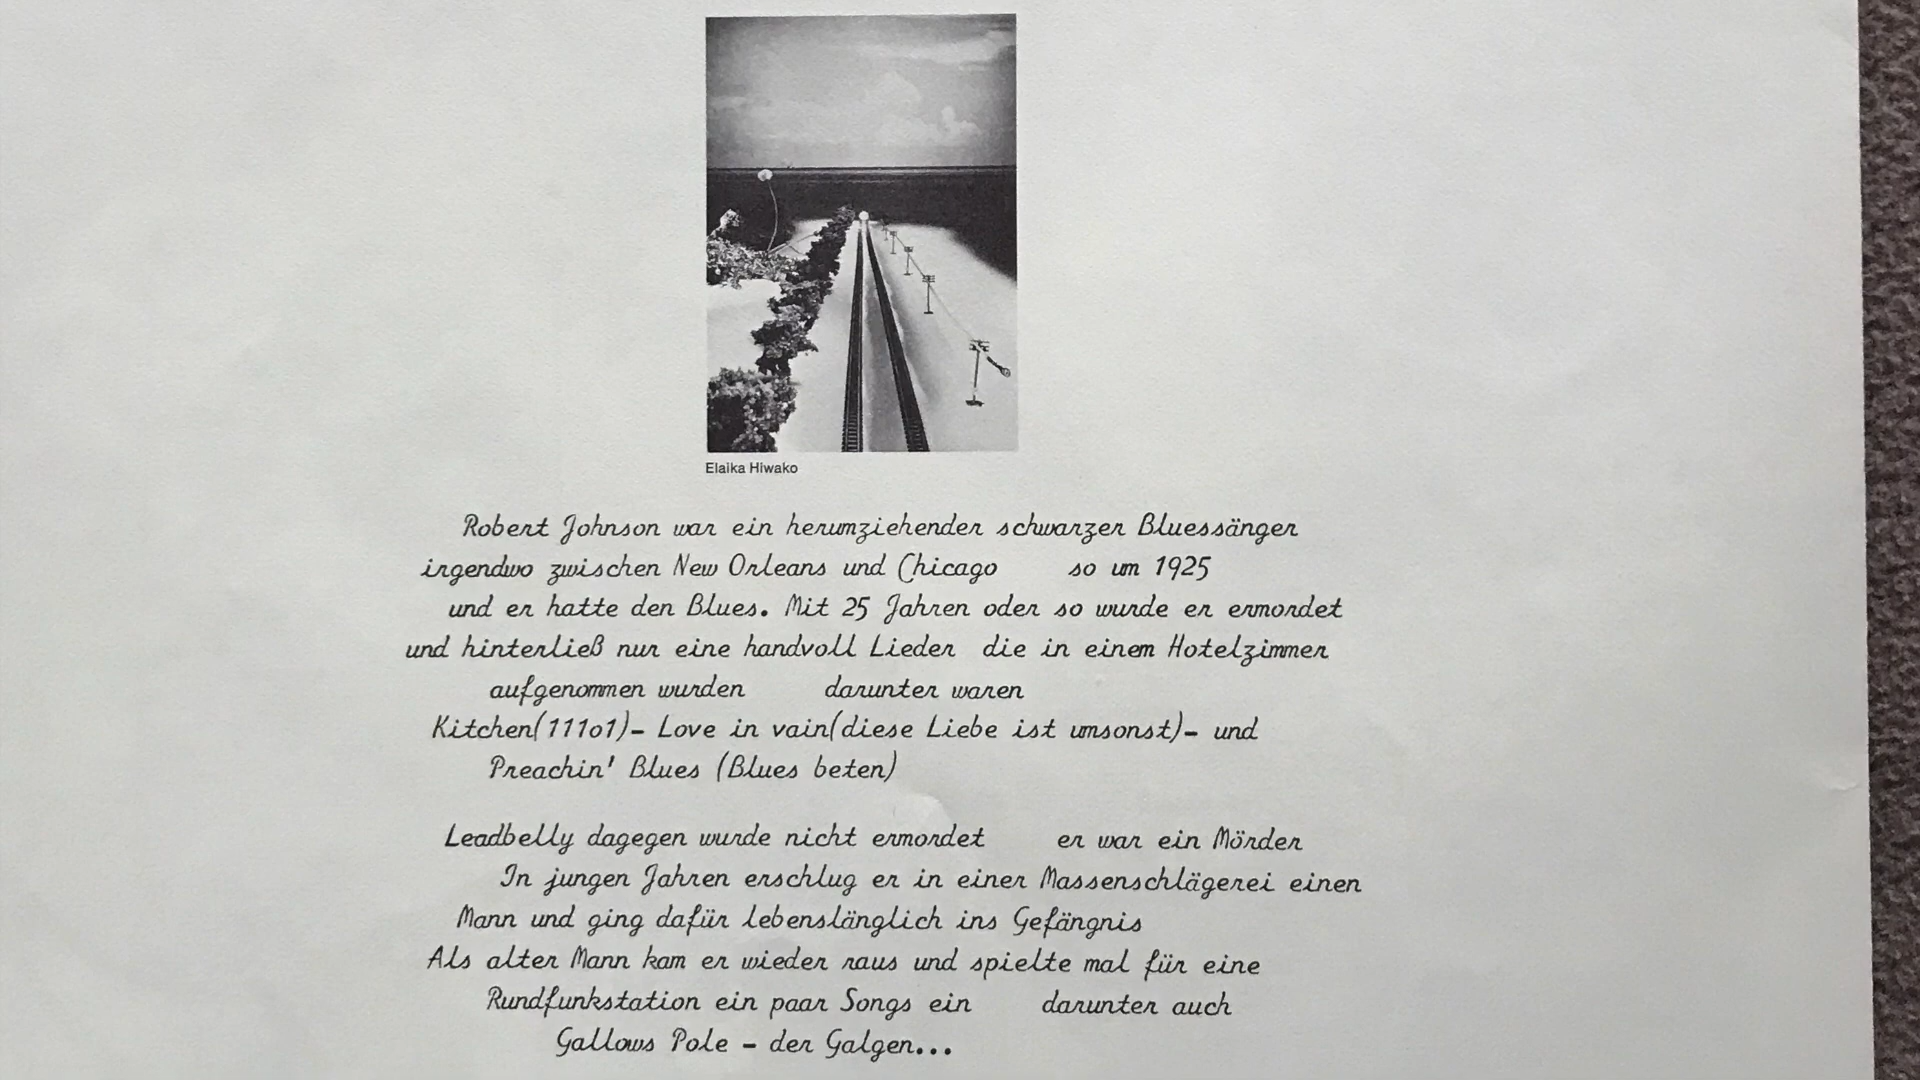 Elaika Hiwako
Robert Johnson war ein herumziehender schwarzer Bluessänger
irgendwo zwischen New Orleans und Chicago so um 1925
und er hatte den Blues. Mit 25 Jahren oder so wurde er ermordet
und hinterließ nur eine handvoll Lieder die in einem Hotelzimmer
aufgenommen wurden darunter waren
Kitchen(111o1)- Love in vain(diese Liebe ist umsonst)- und
Preachin' Blues (Blues beten)
Leadbelly dagegen wurde nicht ermordet er war ein Mörder
In jungen Jahren erschlug er in einer Massenschlägerei einen
Mann und ging dafür lebenslänglich ins Gefängnis
Als alter Mann kam er wieder raus und spielte mal für eine
Rundfunkstation ein paar Songs ein darunter auch
Gallows Pole - der Galgen...